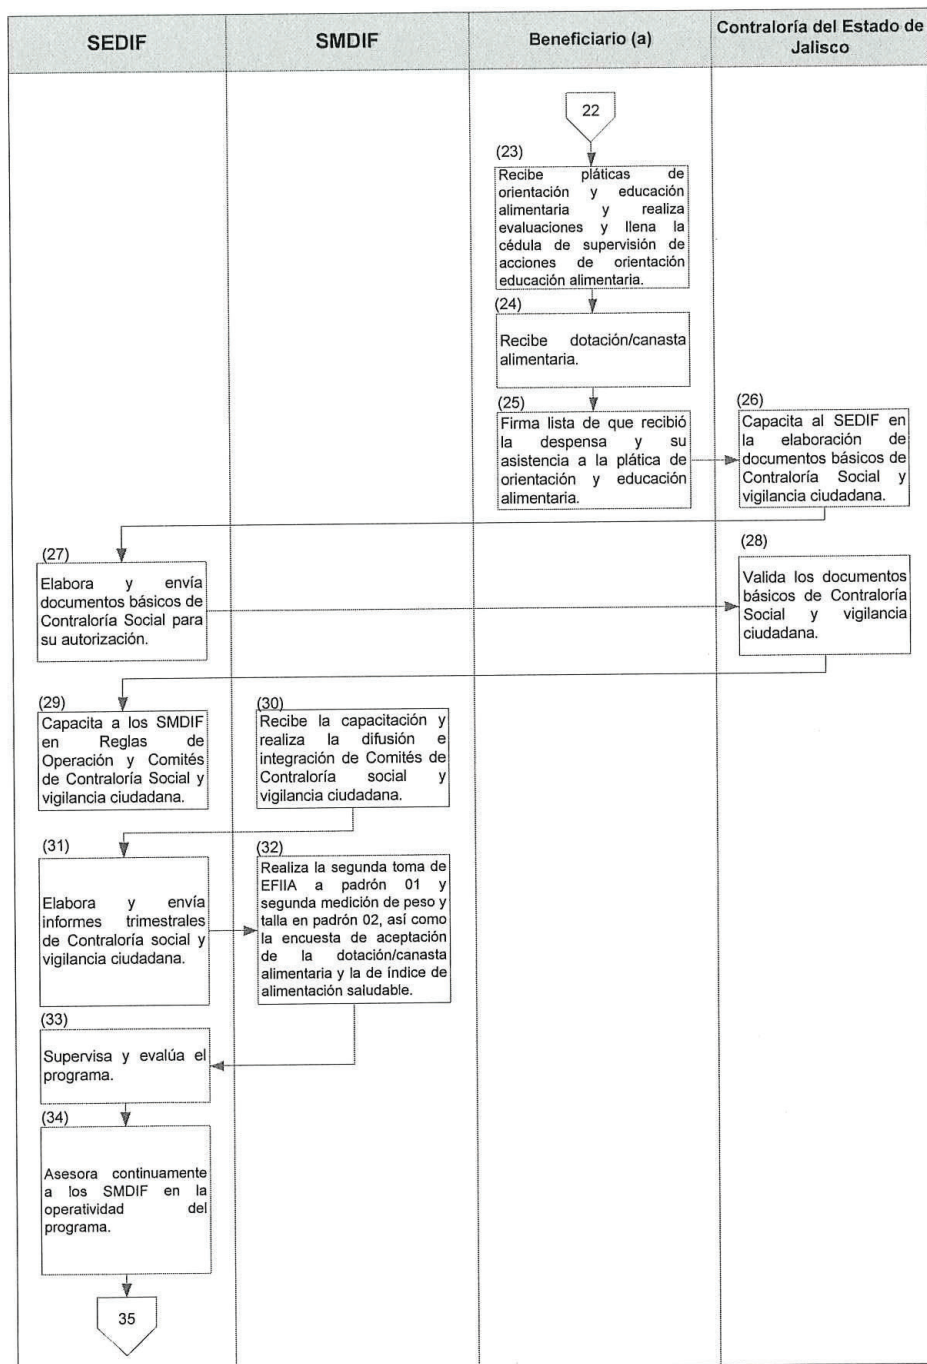 SEDIF
SMDIF
Beneficiario (a)
Contraloría del Estado de
Jalisco
22
(23)
Recibe pláticas de
orientación y educación
alimentaria y realiza
evaluaciones y llena la
cédula de supervisión de
acciones de orientación
educación alimentaria.
(24)
Recibe dotación/canasta
alimentaria.
(25)
Firma lista de que recibió
la despensa y su
asistencia a la plática de
orientación y educación
alimentaria.
(26)
Capacita al SEDIF en
la elaboración de
documentos básicos de
Contraloría Social y
vigilancia ciudadana.
(27)
Elabora y envía
documentos básicos de
Contraloría Social para
su autorización.
(28)
Valida los documentos
básicos de Contraloría
Social y vigilancia
ciudadana.
(29)
Capacita a los SMDIF
en Reglas de
Operación y Comités
de Contraloría Social y
vigilancia ciudadana.
(30)
Recibe la capacitación y
realiza la difusión e
integración de Comités de
Contraloría social y
vigilancia ciudadana.
(31)
Elabora y envía
informes trimestrales
de Contraloría social y
vigilancia ciudadana.
(32)
Realiza la segunda toma de
EFIIA a padrón 01 y
segunda medición de peso y
talla en padrón 02, así como
la encuesta de aceptación
de la dotación/canasta
alimentaria y la de índice de
alimentación saludable.
(33)
Supervisa y evalúa el
programa.
(34)
Asesora continuamente
a los SMDIF en la
operatividad del
programa.
35